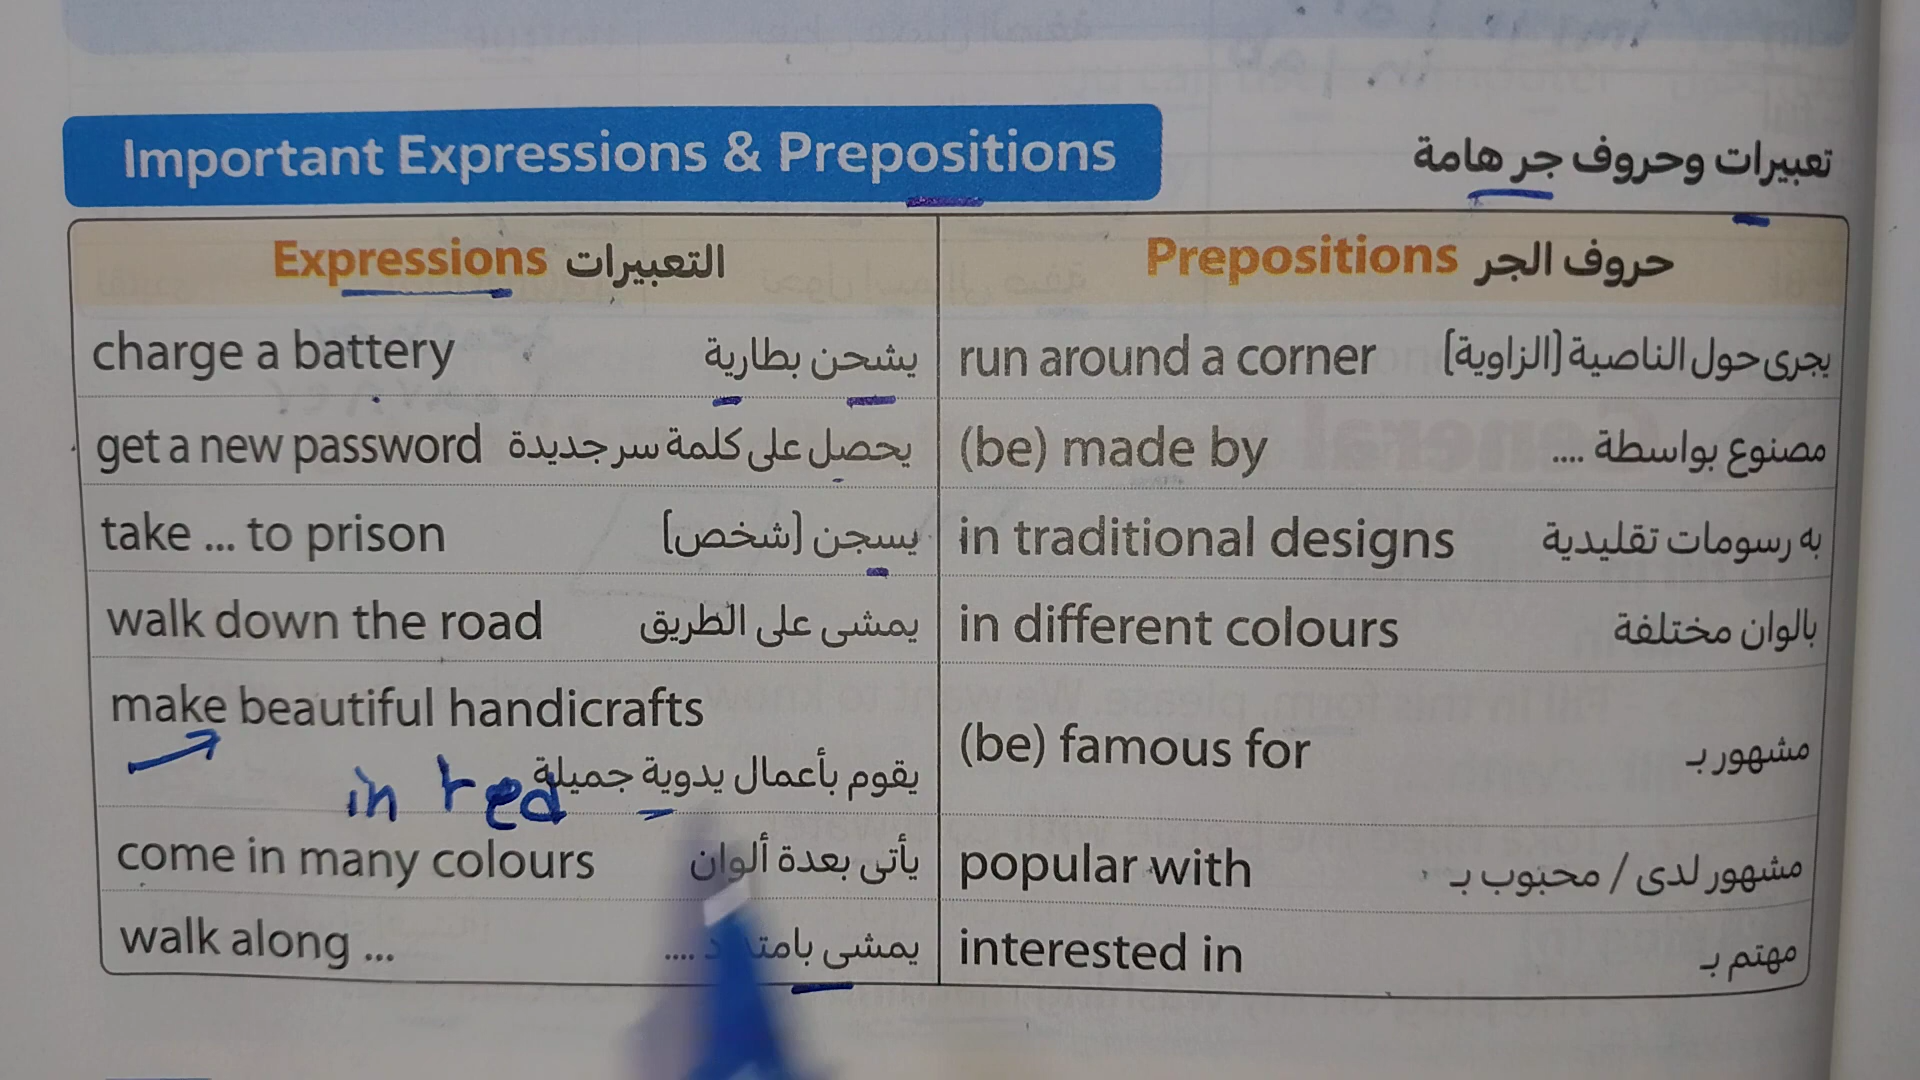 Important Expressions & Prepositions
تعبيرات وحروف جر هامة
Expressions التعبيرات
Prepositions حروف الجر
charge a battery يشحن بطارية
run around a corner يجرى حول الناصية (الزاوية)
get a new password يحصل على كلمة سر جديدة
(be) made by مصنوع بواسطة ....
take ... to prison يسجن (شخص)
in traditional designs به رسومات تقليدية
walk down the road يمشى على الطريق
in different colours بالوان مختلفة
make beautiful handicrafts
يقوم بأعمال يدوية جميلة
in red
(be) famous for مشهور بـ
come in many colours يأتى بعدة ألوان
popular with مشهور لدى / محبوب بـ
walk along ... يمشى ....
interested in مهتم بـ